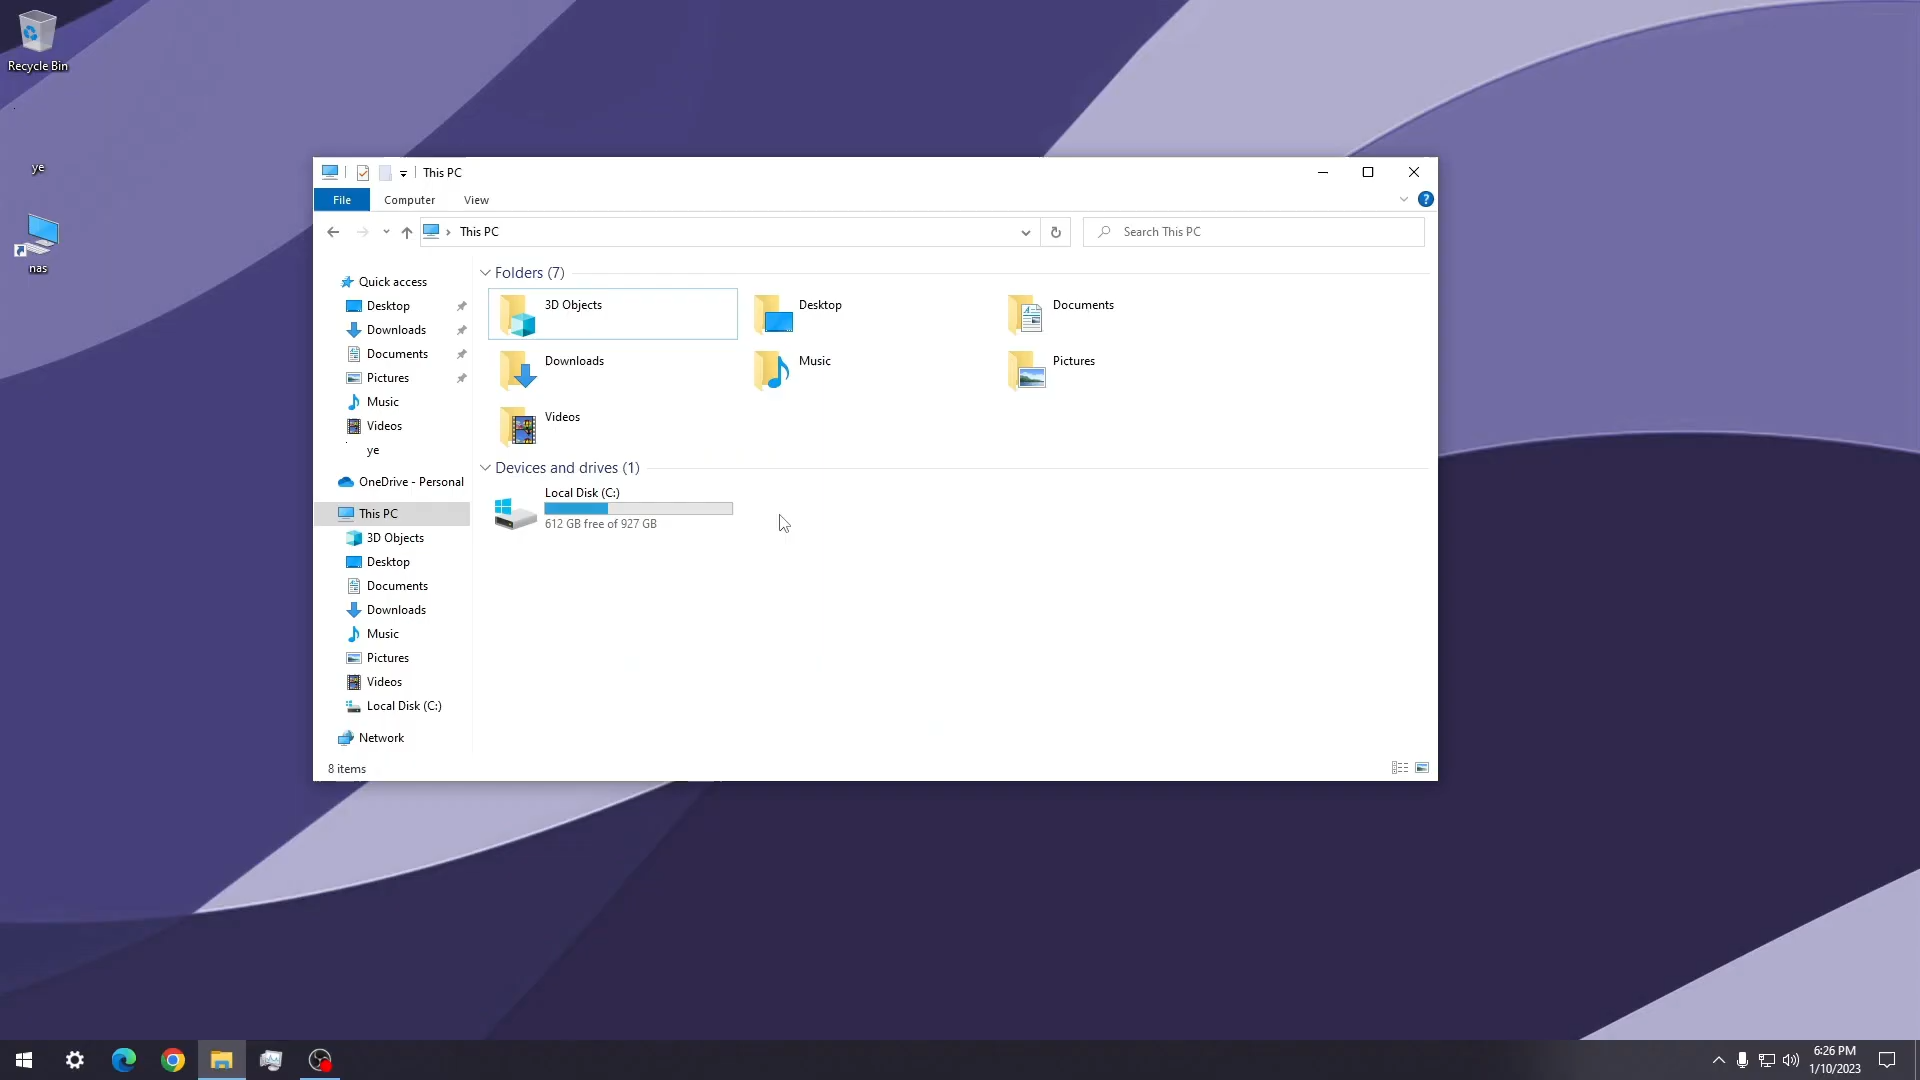 Recycle Bin
ye
nas
This PC
File
Computer
View
This PC
Search This PC
Quick access
Desktop
Downloads
Documents
Pictures
Music
Videos
ye
OneDrive - Personal
This PC
3D Objects
Desktop
Documents
Downloads
Music
Pictures
Videos
Local Disk (C:)
Network
Folders (7)
3D Objects
Desktop
Documents
Downloads
Music
Pictures
Videos
Devices and drives (1)
Local Disk (C:)
612 GB free of 927 GB
8 items
6:26 PM
1/10/2023